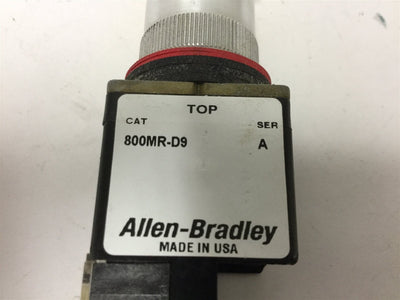 TOP
CAT SER
800MR-D9 A
Allen-Bradley
MADE IN USA